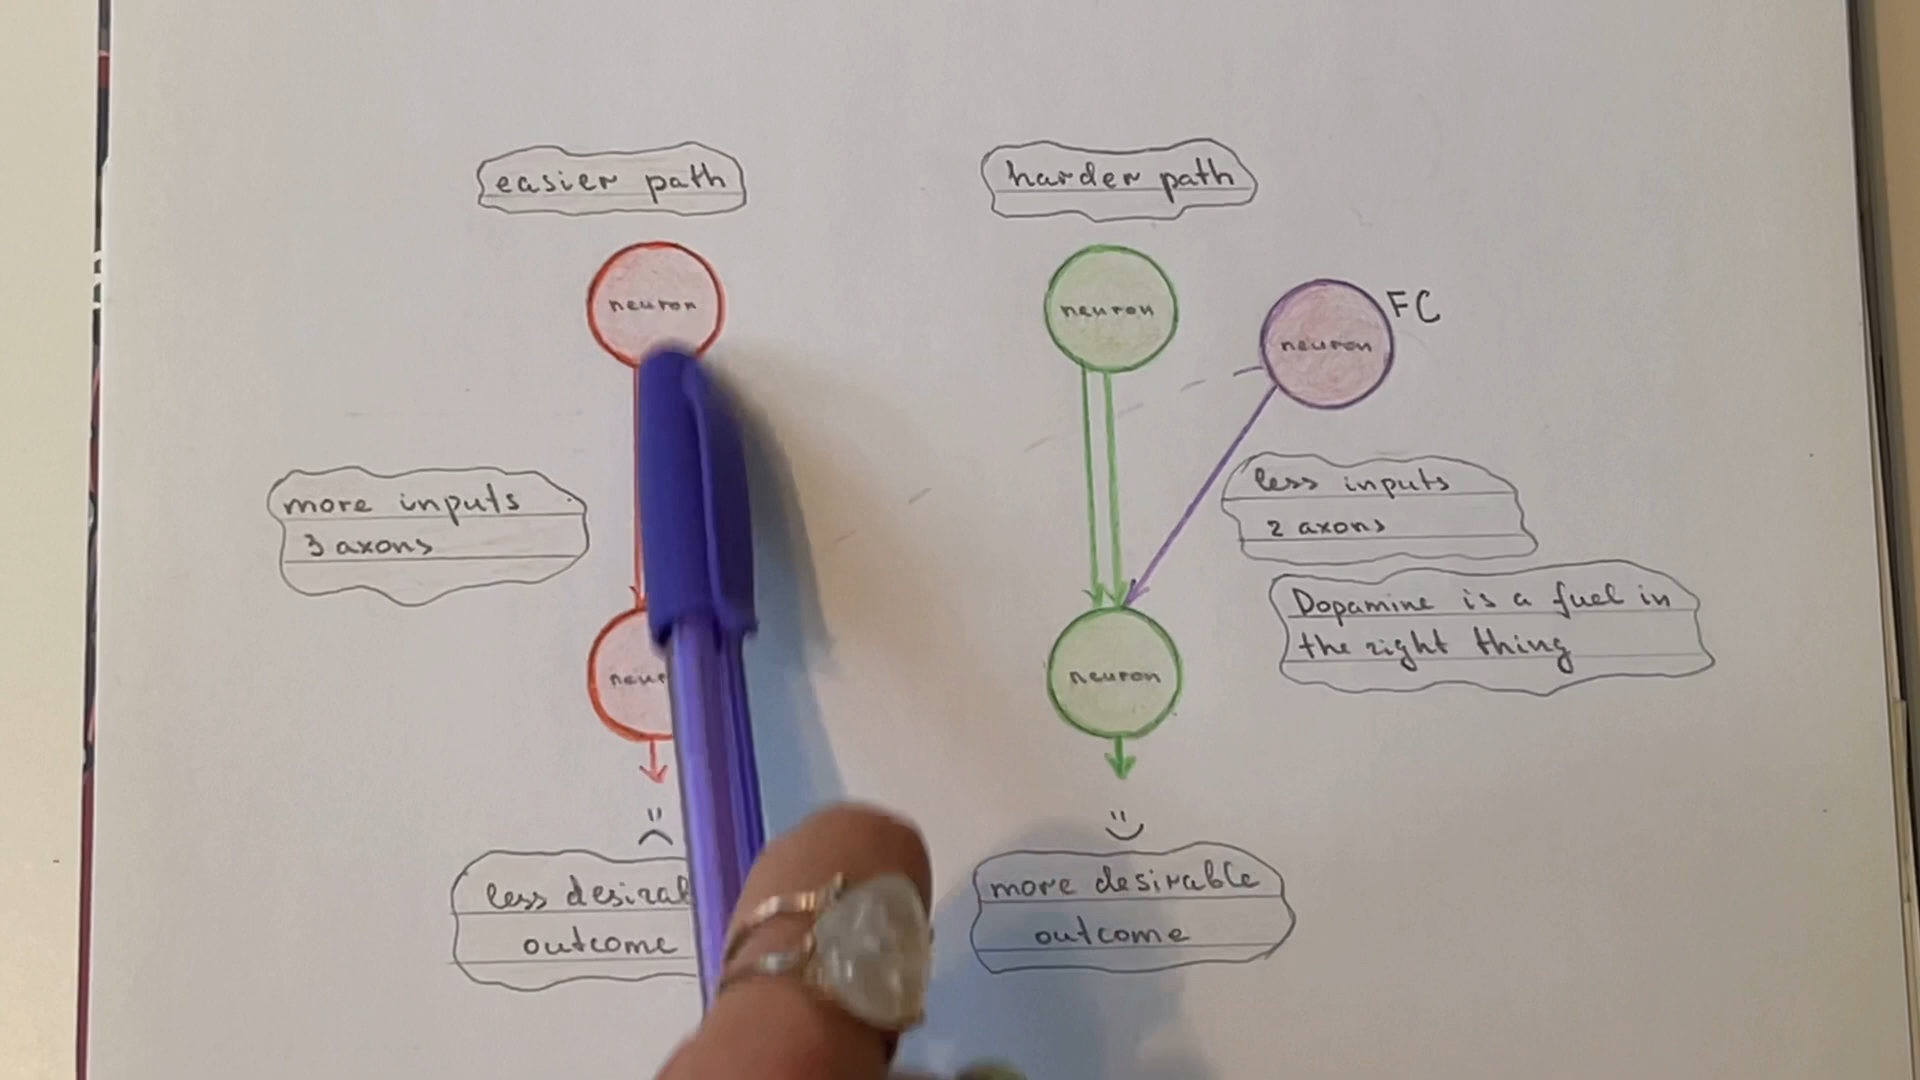 easier path
harder path
neuron
neuron
FC
neuron
more inputs
3 axons
less inputs
2 axons
Dopamine is a fuel in
the right thing
neuron
less
outcome
more desirable
outcome